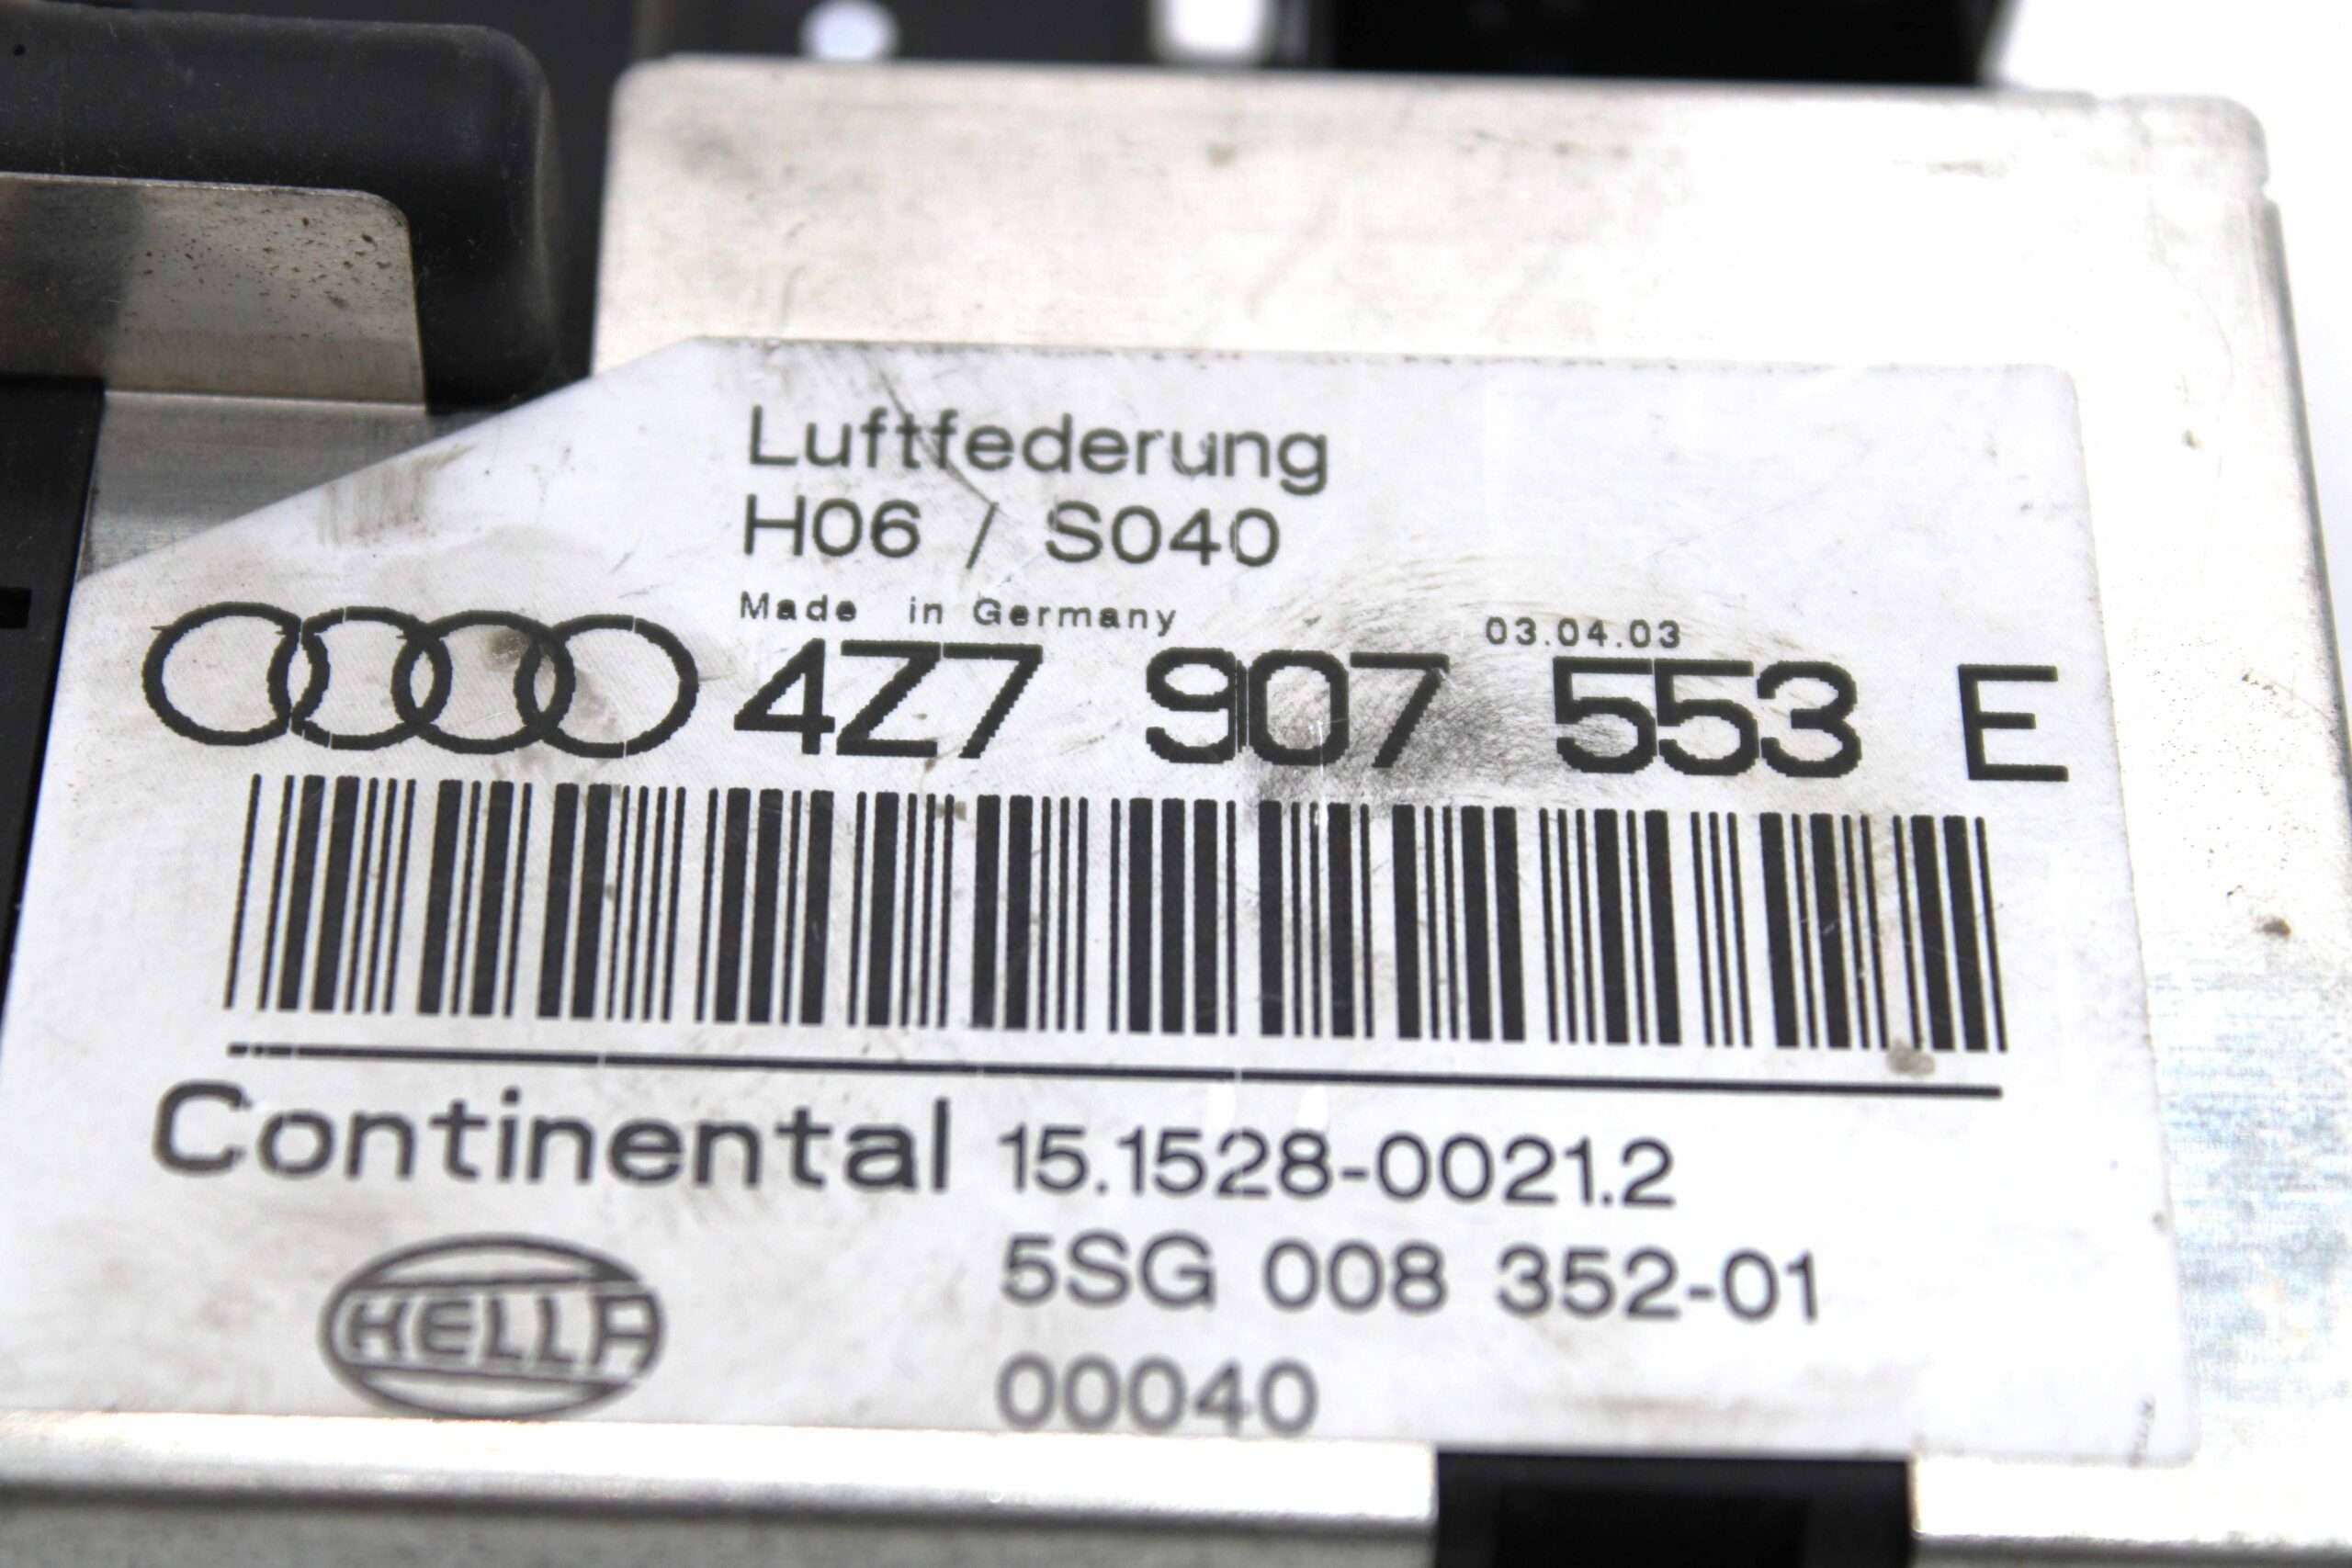 Luftfederung
H06 / S040
Made in Germany 03.04.03
4Z7 907 553 E
Continental 15.1528-0021.2
HELLA 5SG 008 352-01
00040